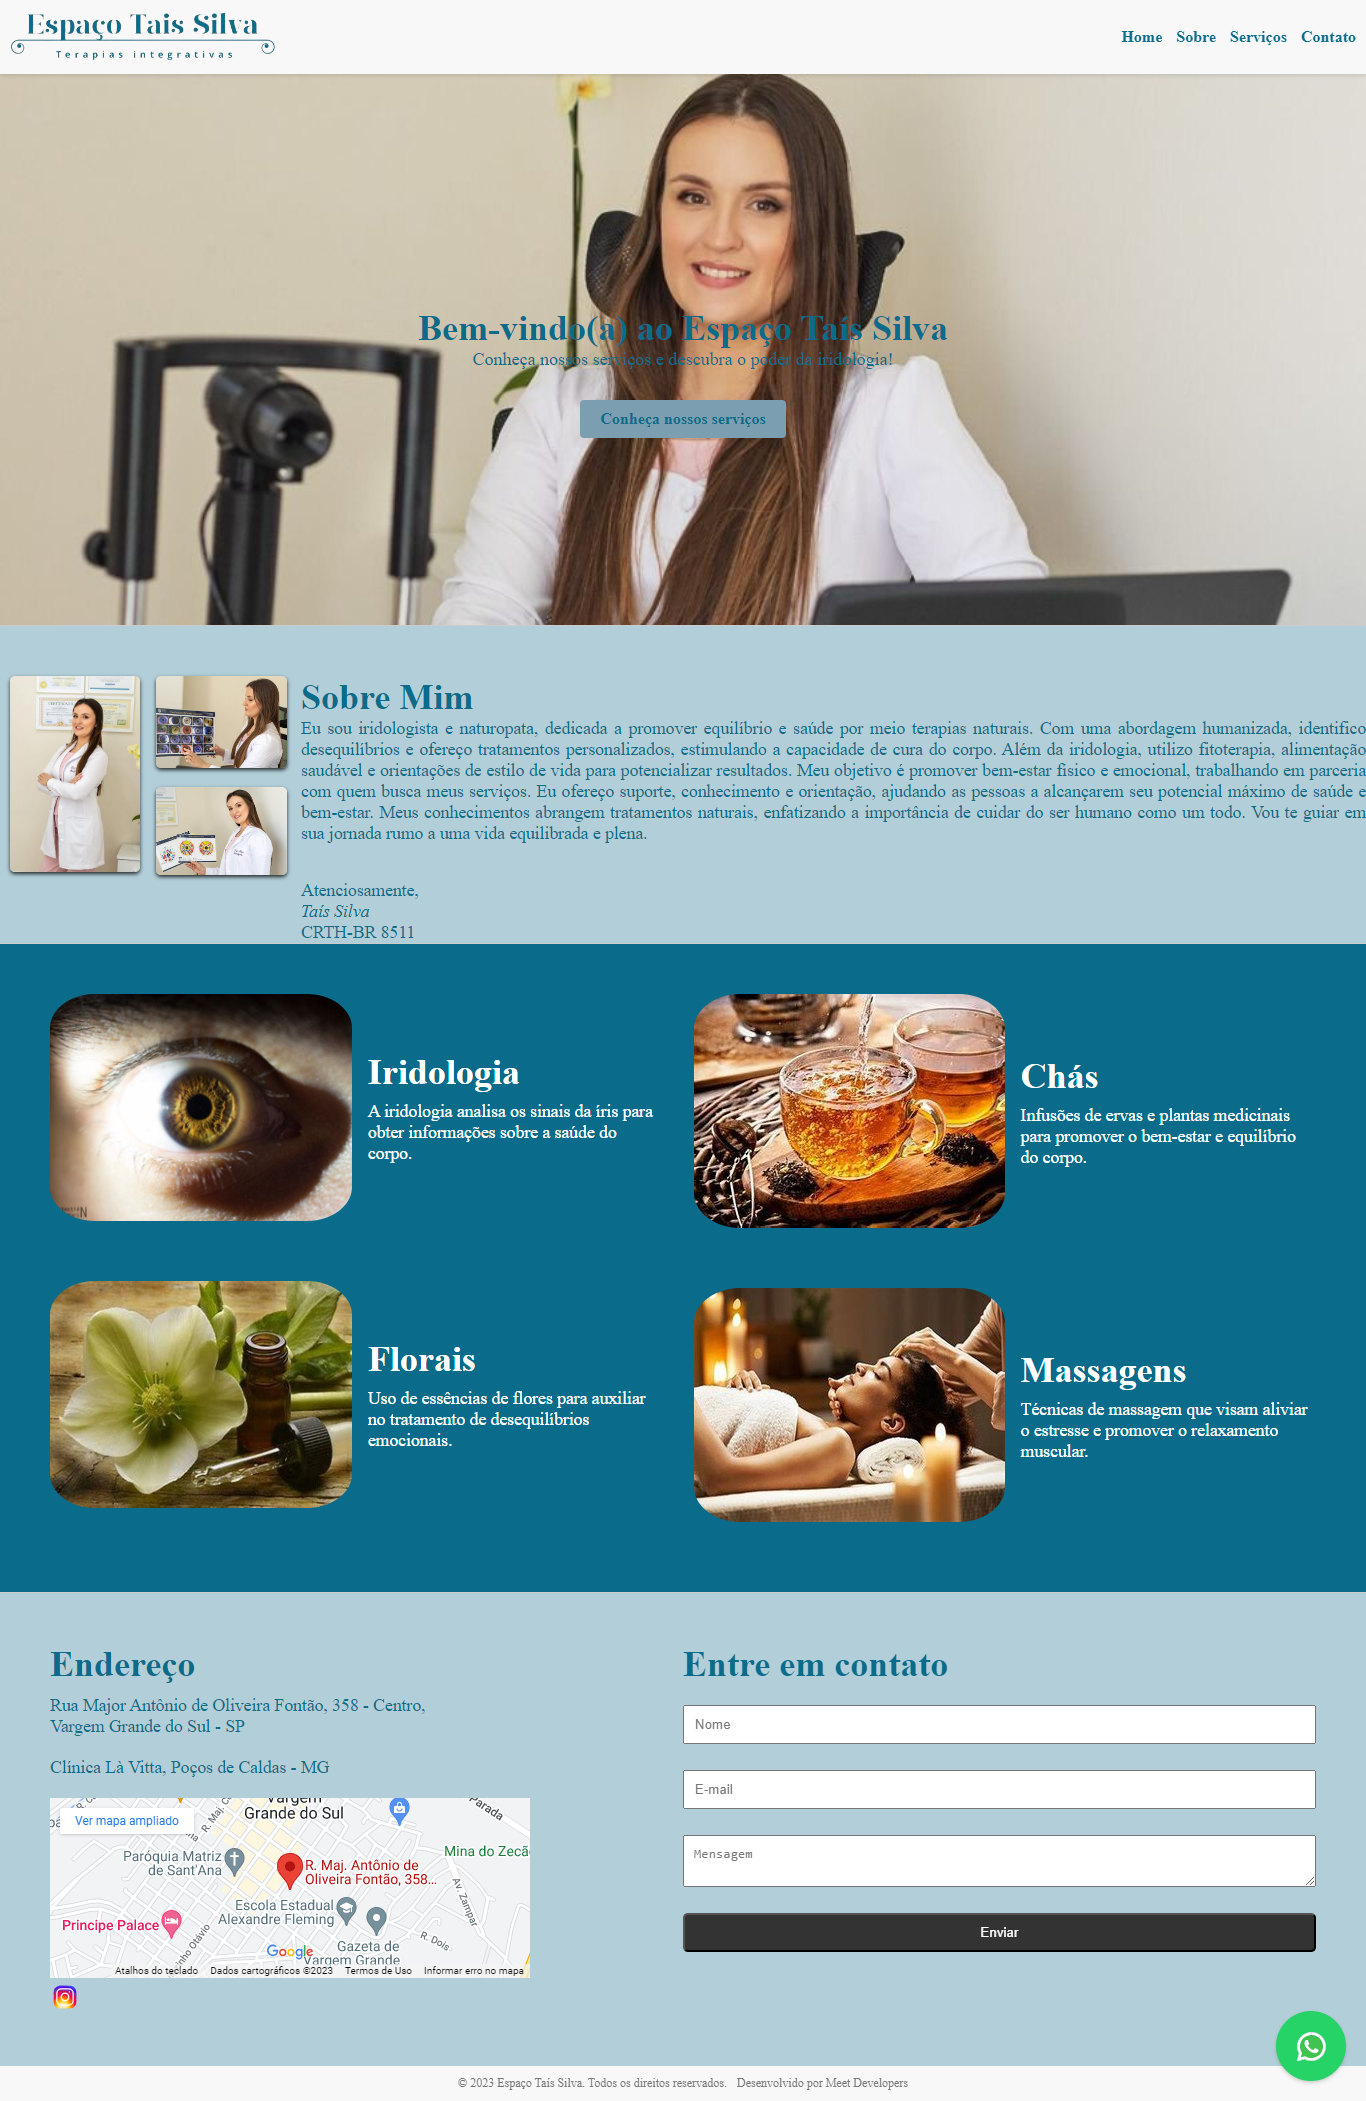 Espaço Tais Silva
Terapias integrativas
Home Sobre Serviços Contato
Bem-vindo(a) ao Espaço Taís Silva
Conheça nossos serviços e descubra o poder da iridologia!
Conheça nossos serviços
Sobre Mim
Eu sou iridologista e naturopata, dedicada a promover equilíbrio e saúde por meio terapias naturais. Com uma abordagem humanizada, identifico
desequilíbrios e ofereço tratamentos personalizados, estimulando a capacidade de cura do corpo. Além da iridologia, utilizo fitoterapia, alimentação
saudável e orientações de estilo de vida para potencializar resultados. Meu objetivo é promover bem-estar físico e emocional, trabalhando em parceria
com quem busca meus serviços. Eu ofereço suporte, conhecimento e orientação, ajudando as pessoas a alcançarem seu potencial máximo de saúde e
bem-estar. Meus conhecimentos abrangem tratamentos naturais, enfatizando a importância de cuidar do ser humano como um todo. Vou te guiar em
sua jornada rumo a uma vida equilibrada e plena.
Atenciosamente,
Taís Silva
CRTH-BR 8511
Iridologia
A iridologia analisa os sinais da íris para
obter informações sobre a saúde do
corpo.
Chás
Infusões de ervas e plantas medicinais
para promover o bem-estar e equilíbrio
do corpo.
Florais
Uso de essências de flores para auxiliar
no tratamento de desequilíbrios
emocionais.
Massagens
Técnicas de massagem que visam aliviar
o estresse e promover o relaxamento
muscular.
Endereço
Rua Major Antônio de Oliveira Fontão, 358 - Centro,
Vargem Grande do Sul - SP
Clínica Là Vitta, Poços de Caldas - MG
Ver mapa ampliado
Vargem
Grande do Sul
Parada
R. Maj. C
Paróquia Matriz
de Sant'Ana
Mina do Zecã
R. Maj. Antônio de
Oliveira Fontão, 358...
Escola Estadual
Alexandre Fleming
Av. Zampar
Principe Palace
R. Dois
Gazeta de
Vargem Grande
Google
Atalhos do teclado Dados cartográficos ©2023 Termos de Uso Informar erro no mapa
Entre em contato
Nome
E-mail
Mensagem
Enviar
© 2023 Espaço Taís Silva. Todos os direitos reservados. Desenvolvido por Meet Developers